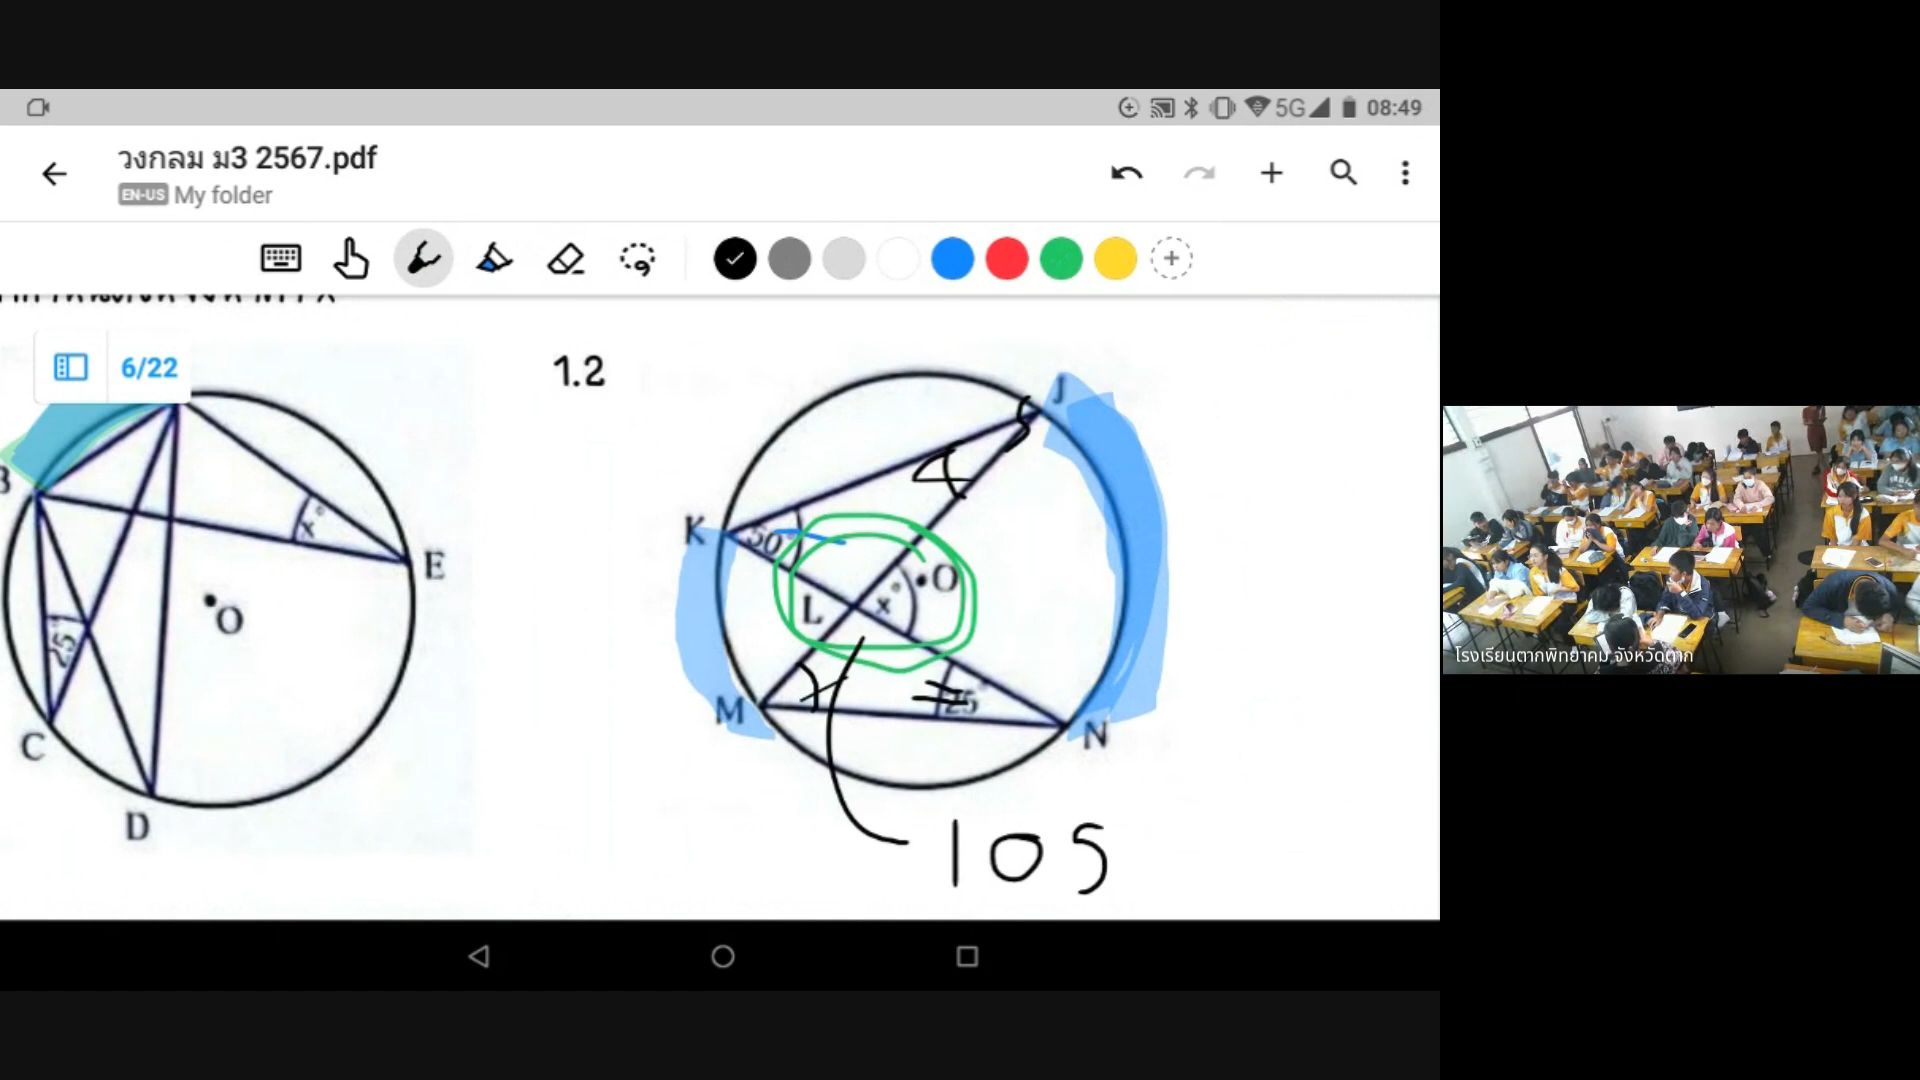 08:49
5G
วงกลม ม3 2567.pdf
EN-US My folder
6/22
1.2
B
E
x°
O
25°
C
D
J
K
50°
O
L
x°
M
25°
N
105
โรงเรียนตากพิทยาคม จังหวัดตาก